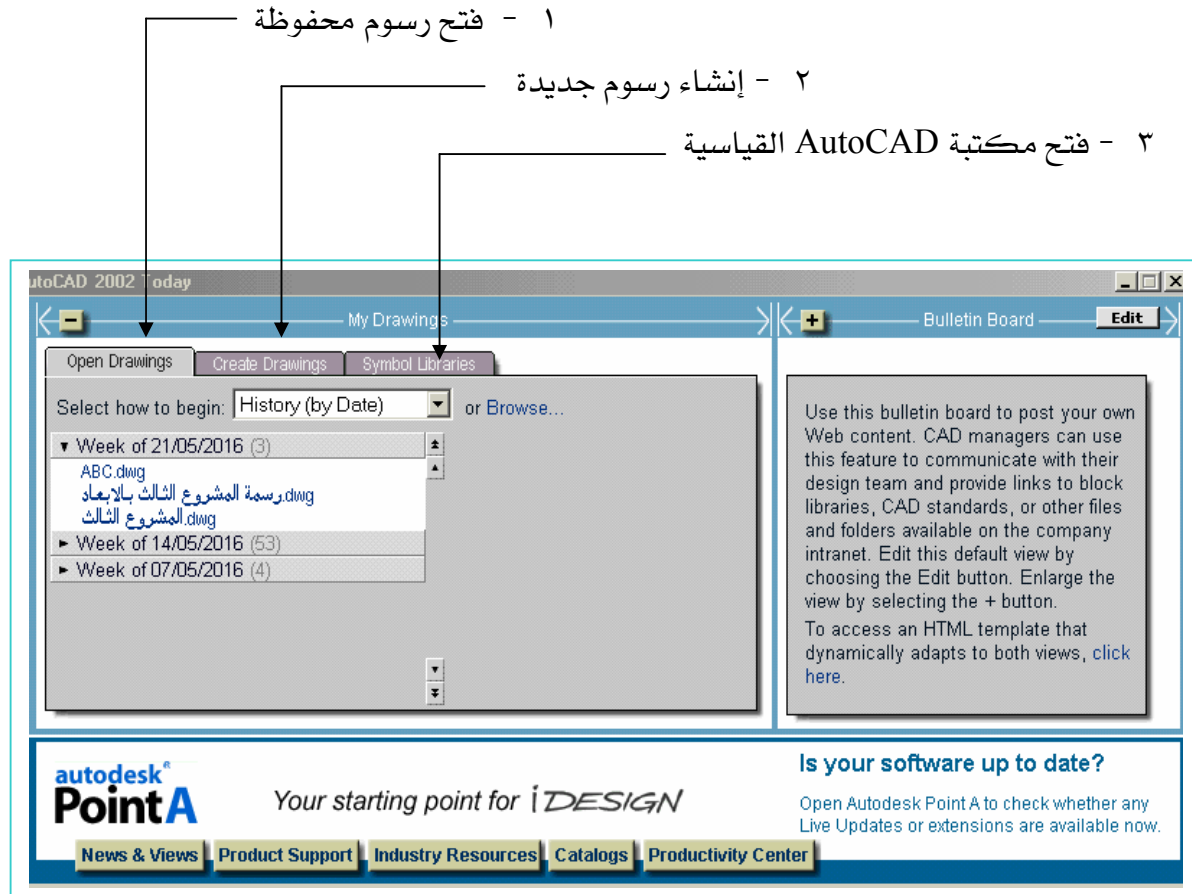 ١ - فتح رسوم محفوظة
٢ - إنشاء رسوم جديدة
٣ - فتح مكتبة AutoCAD القياسية
utoCAD 2002 Today
My Drawings
Bulletin Board
Edit
Open Drawings
Create Drawings
Symbol Libraries
Select how to begin: History (by Date) or Browse...
Week of 21/05/2016 (3)
ABC.dwg
رسمة المشروع الثالث بالابعاد.dwg
المشروع الثالث.dwg
Week of 14/05/2016 (53)
Week of 07/05/2016 (4)
Use this bulletin board to post your own
Web content. CAD managers can use
this feature to communicate with their
design team and provide links to block
libraries, CAD standards, or other files
and folders available on the company
intranet. Edit this default view by
choosing the Edit button. Enlarge the
view by selecting the + button.
To access an HTML template that
dynamically adapts to both views, click
here.
autodesk®
Point A
Your starting point for iDESIGN
Is your software up to date?
Open Autodesk Point A to check whether any
Live Updates or extensions are available now.
News & Views
Product Support
Industry Resources
Catalogs
Productivity Center